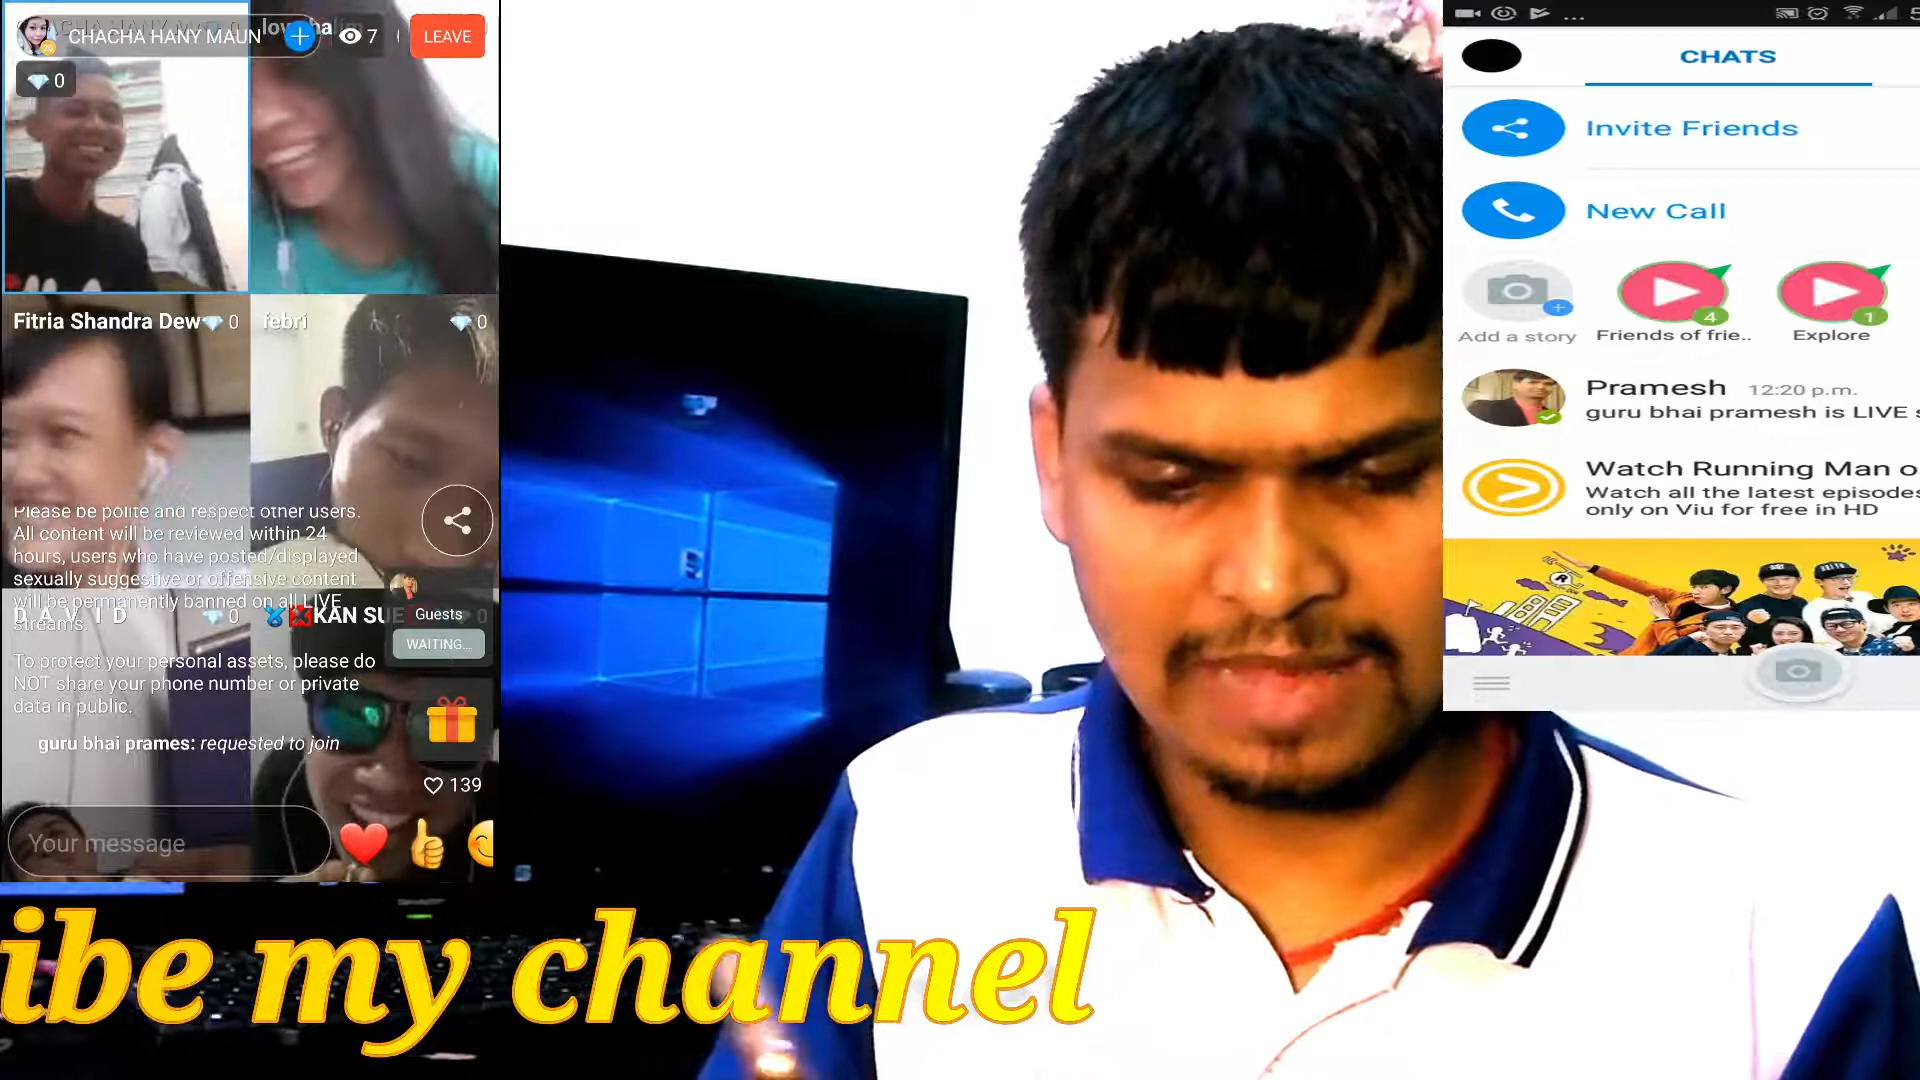 CHACHA HANY MAUN
7
LEAVE
0
Fitria Shandra Dew 0
febri 0
Please be polite and respect other users.
All content will be reviewed within 24
hours, users who have posted/displayed
sexually suggestive or offensive content
will be permanently banned on all LIVE
streams.
D A V I D 0
KAN SUE 0
Guests
WAITING...
To protect your personal assets, please do
NOT share your phone number or private
data in public.
guru bhai prames: requested to join
139
Your message
ibe my channel
CHATS
Invite Friends
New Call
Add a story
Friends of frie..
4
Explore
1
Pramesh 12:20 p.m.
guru bhai pramesh is LIVE s
Watch Running Man o
Watch all the latest episodes
only on Viu for free in HD